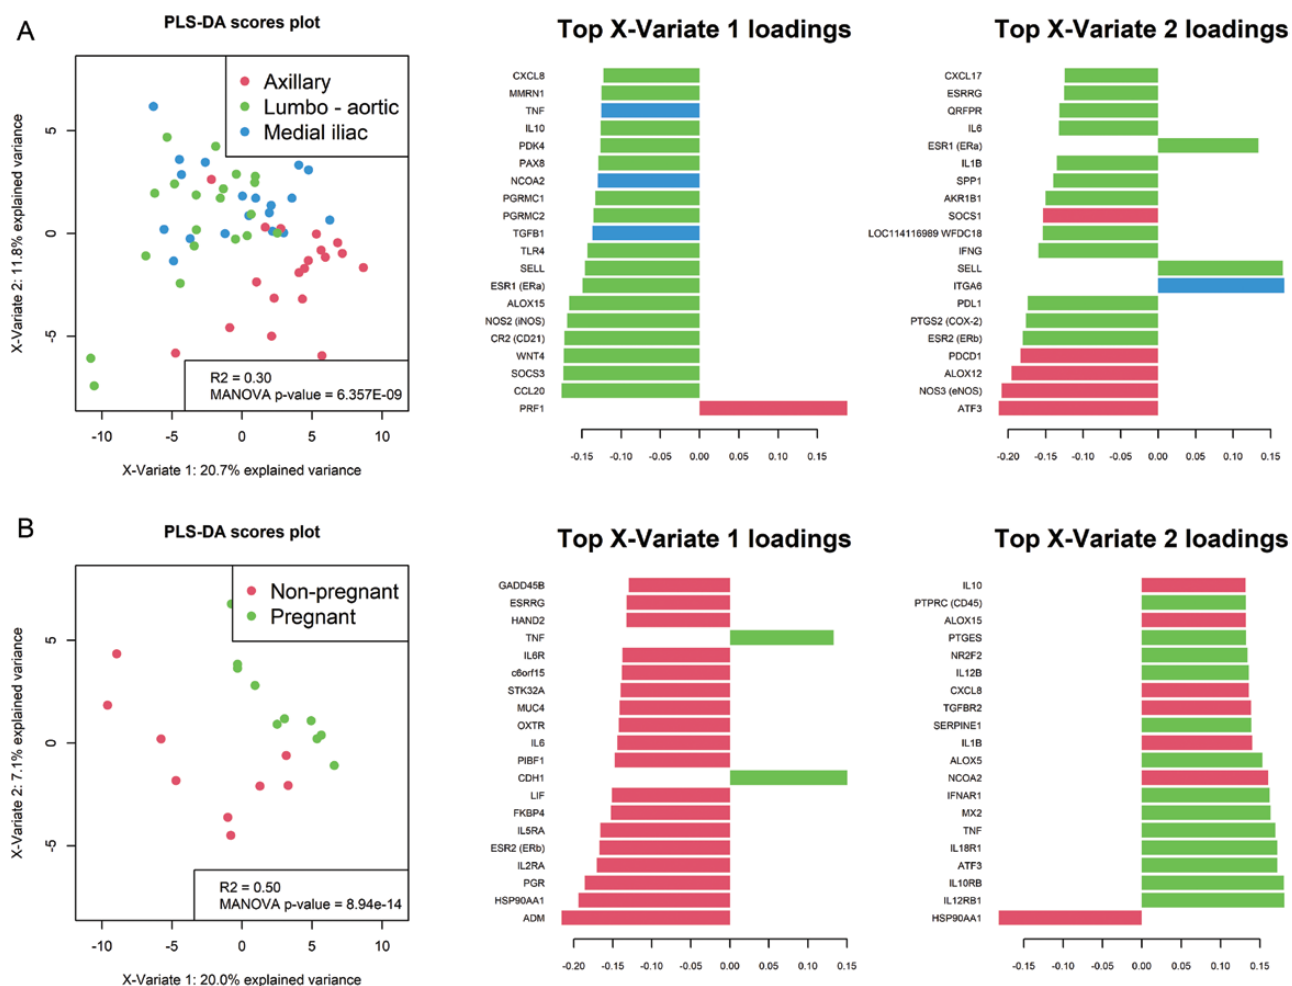 A
PLS-DA scores plot
Axillary
Lumbo - aortic
Medial iliac
5
0
-5
X-Variate 2: 11.8% explained variance
R2 = 0.30
MANOVA p-value = 6.357E-09
-10
-5
0
5
10
X-Variate 1: 20.7% explained variance
Top X-Variate 1 loadings
CXCL8
MMRN1
TNF
IL10
PDK4
PAX8
NCOA2
PGRMC1
PGRMC2
TGFB1
TLR4
SELL
ESR1 (ERa)
ALOX15
NOS2 (iNOS)
CR2 (CD21)
WNT4
SOCS3
CCL20
PRF1
-0.15
-0.10
-0.05
0.00
0.05
0.10
0.15
Top X-Variate 2 loadings
CXCL17
ESRRG
QRFPR
IL6
ESR1 (ERa)
IL1B
SPP1
AKR1B1
SOCS1
LOC114116989 WFDC18
IFNG
SELL
ITGA6
PDL1
PTGS2 (COX-2)
ESR2 (ERb)
PDCD1
ALOX12
NOS3 (eNOS)
ATF3
-0.20
-0.15
-0.10
-0.05
0.00
0.05
0.10
0.15
B
PLS-DA scores plot
Non-pregnant
Pregnant
5
0
-5
X-Variate 2: 7.1% explained variance
R2 = 0.50
MANOVA p-value = 8.94e-14
-10
-5
0
5
10
X-Variate 1: 20.0% explained variance
Top X-Variate 1 loadings
GADD45B
ESRRG
HAND2
TNF
IL6R
c6orf15
STK32A
MUC4
OXTR
IL6
PIBF1
CDH1
LIF
FKBP4
IL5RA
ESR2 (ERb)
IL2RA
PGR
HSP90AA1
ADM
-0.20
-0.15
-0.10
-0.05
0.00
0.05
0.10
0.15
Top X-Variate 2 loadings
IL10
PTPRC (CD45)
ALOX15
PTGES
NR2F2
IL12B
CXCL8
TGFBR2
SERPINE1
IL1B
ALOX5
NCOA2
IFNAR1
MX2
TNF
IL18R1
ATF3
IL10RB
IL12RB1
HSP90AA1
-0.15
-0.10
-0.05
0.00
0.05
0.10
0.15